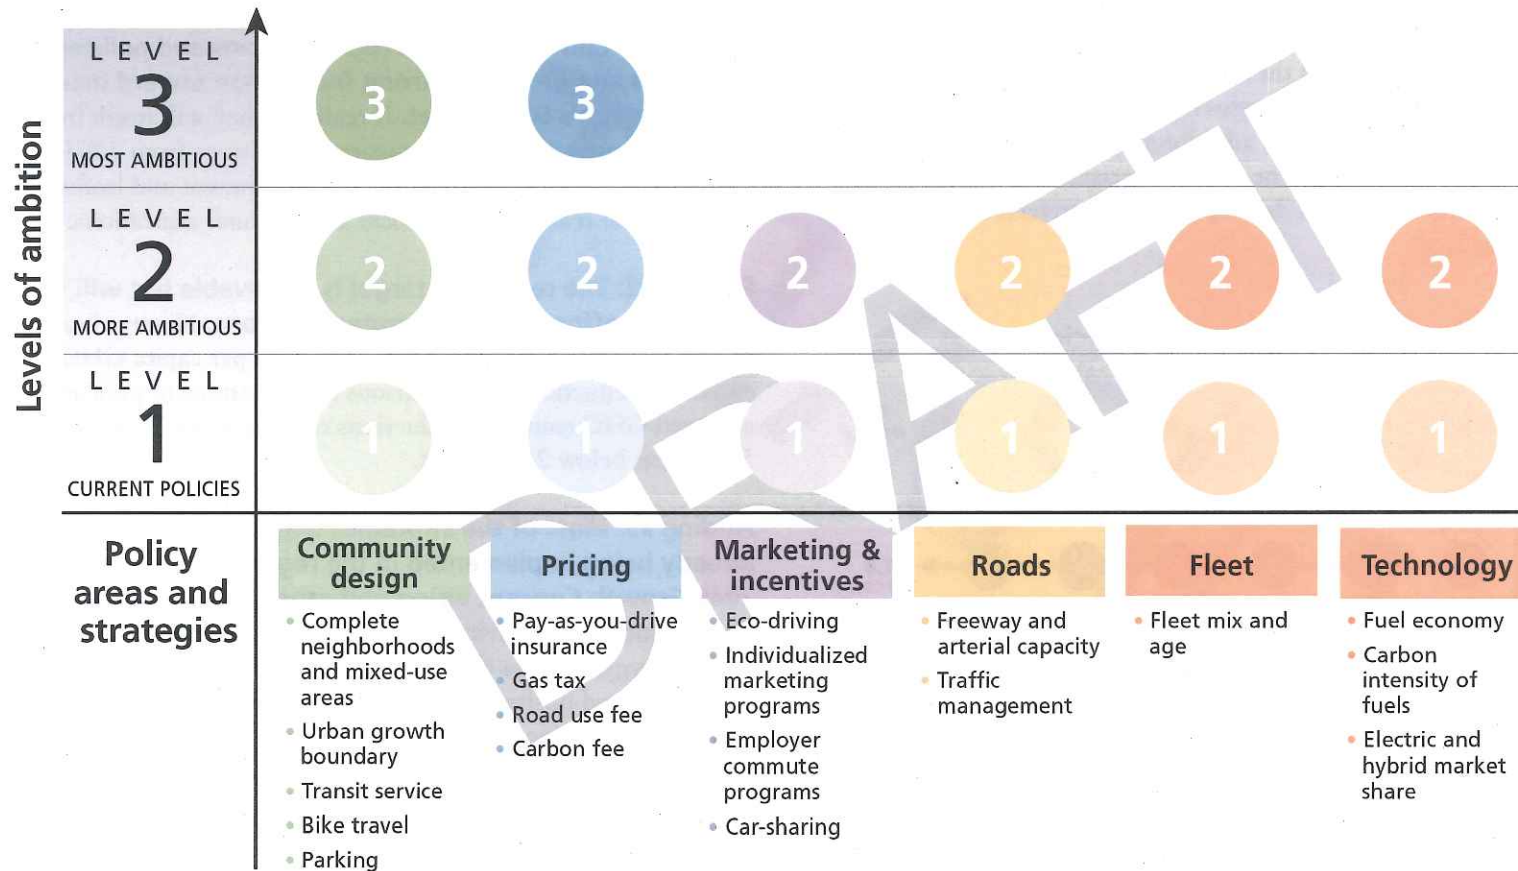 Levels of ambition
LEVEL
3
MOST AMBITIOUS
3
3
LEVEL
2
MORE AMBITIOUS
2
2
2
2
2
2
LEVEL
1
CURRENT POLICIES
1
1
1
1
1
1
DRAFT
Policy
areas and
strategies
Community
design
• Complete
neighborhoods
and mixed-use
areas
• Urban growth
boundary
• Transit service
• Bike travel
• Parking
Pricing
• Pay-as-you-drive
insurance
• Gas tax
• Road use fee
• Carbon fee
Marketing &
incentives
• Eco-driving
• Individualized
marketing
programs
• Employer
commute
programs
• Car-sharing
Roads
• Freeway and
arterial capacity
• Traffic
management
Fleet
• Fleet mix and
age
Technology
• Fuel economy
• Carbon
intensity of
fuels
• Electric and
hybrid market
share